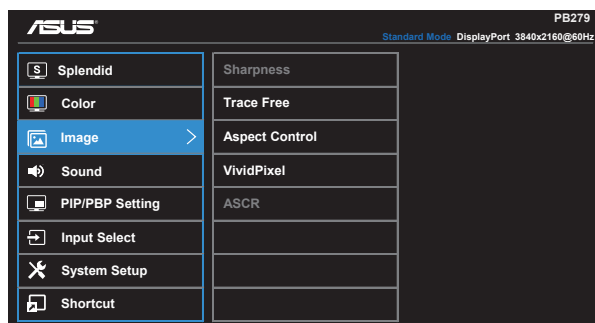 ASUS
PB279
Standard Mode DisplayPort 3840x2160@60Hz
S Splendid
Color
Image
Sound
PIP/PBP Setting
Input Select
System Setup
Shortcut
Sharpness
Trace Free
Aspect Control
VividPixel
ASCR